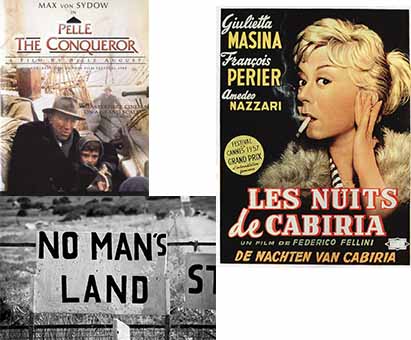 MAX VON SYDOW
IN
PELLE
THE CONQUEROR
A FILM BY BILLE AUGUST
Giulietta
MASINA
François
PERIER
Amedeo
NAZZARI
FESTIVAL
CANNES 1957
GRAND PRIX
LES NUITS
de CABIRIA
UN FILM DE FEDERICO FELLINI
DE NACHTEN VAN CABIRIA
NO MAN'S
LAND
ST